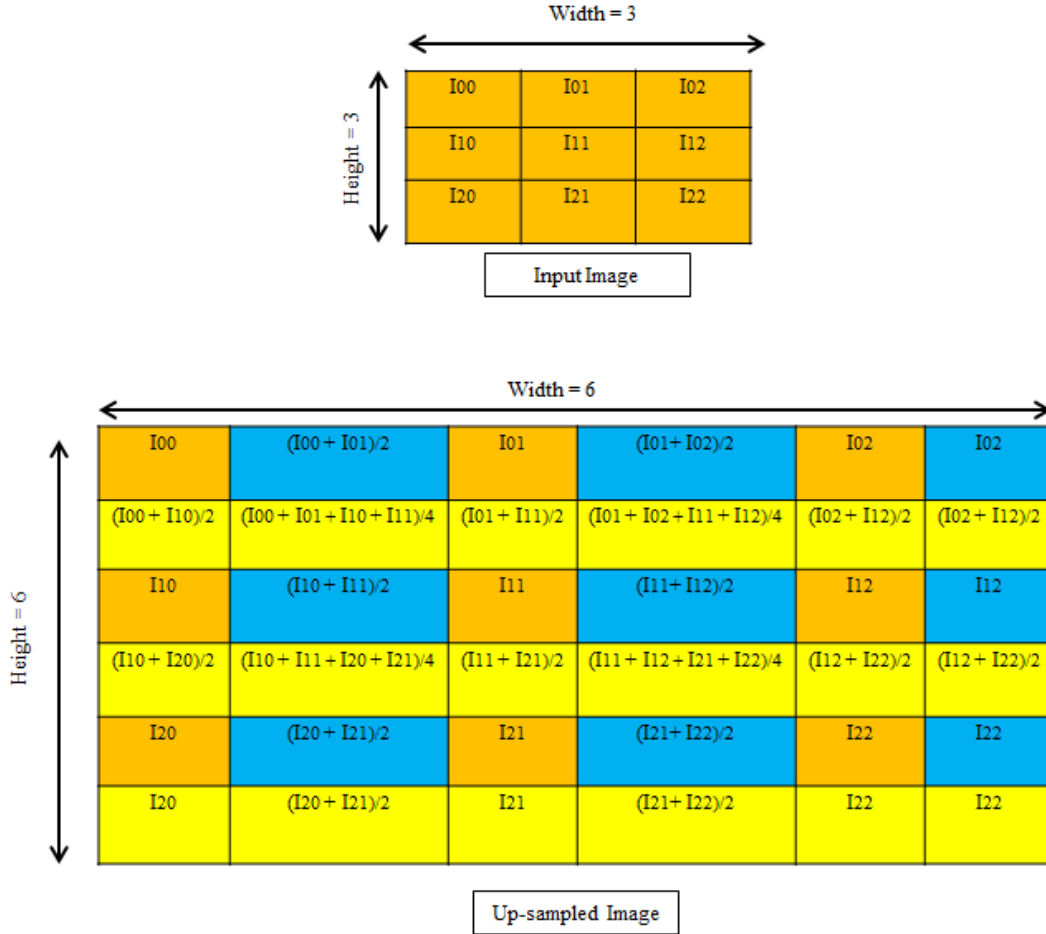 Width = 3
Height = 3
I00 I01 I02
I10 I11 I12
I20 I21 I22
Input Image
Width = 6
Height = 6
I00 (I00 + I01)/2 I01 (I01+ I02)/2 I02 I02
(I00 + I10)/2 (I00 + I01 + I10 + I11)/4 (I01 + I11)/2 (I01 + I02 + I11 + I12)/4 (I02 + I12)/2 (I02 + I12)/2
I10 (I10 + I11)/2 I11 (I11+ I12)/2 I12 I12
(I10 + I20)/2 (I10 + I11 + I20 + I21)/4 (I11 + I21)/2 (I11 + I12 + I21 + I22)/4 (I12 + I22)/2 (I12 + I22)/2
I20 (I20 + I21)/2 I21 (I21+ I22)/2 I22 I22
I20 (I20 + I21)/2 I21 (I21+ I22)/2 I22 I22
Up-sampled Image